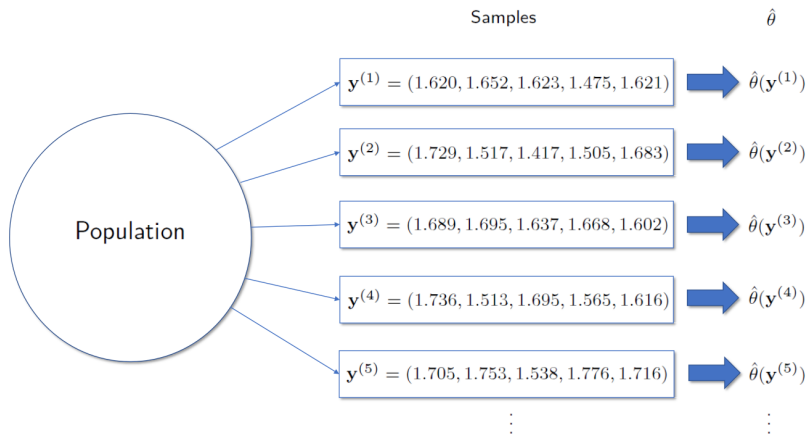 Samples
θ̂
y⁽¹⁾ = (1.620, 1.652, 1.623, 1.475, 1.621)
θ̂(y⁽¹⁾)
y⁽²⁾ = (1.729, 1.517, 1.417, 1.505, 1.683)
θ̂(y⁽²⁾)
Population
y⁽³⁾ = (1.689, 1.695, 1.637, 1.668, 1.602)
θ̂(y⁽³⁾)
y⁽⁴⁾ = (1.736, 1.513, 1.695, 1.565, 1.616)
θ̂(y⁽⁴⁾)
y⁽⁵⁾ = (1.705, 1.753, 1.538, 1.776, 1.716)
θ̂(y⁽⁵⁾)
⋮
⋮